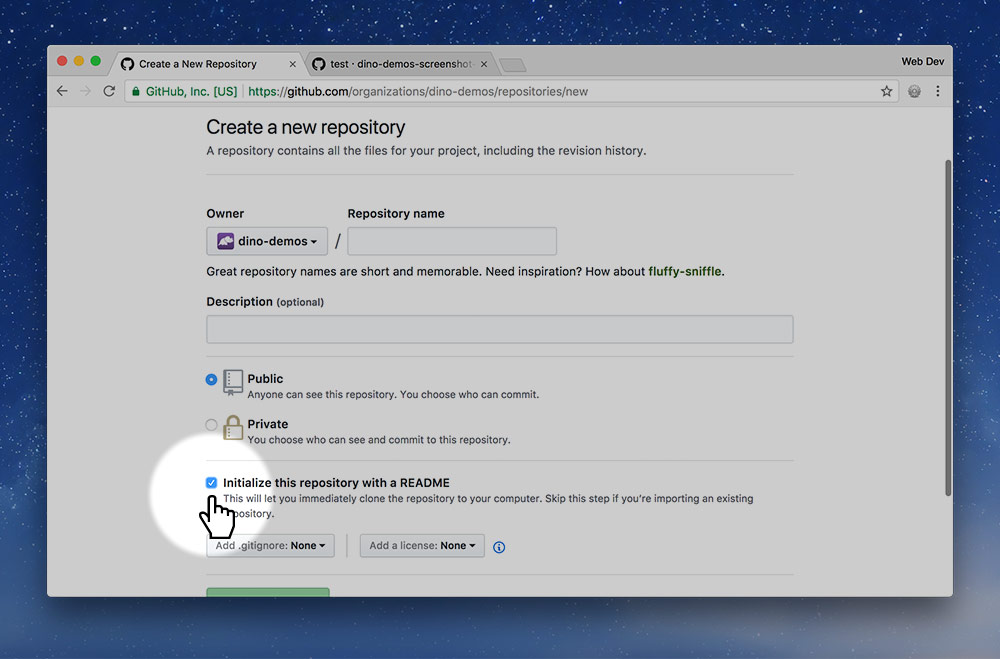 Create a New Repository
test · dino-demos-screenshot
Web Dev
GitHub, Inc. [US]
https://github.com/organizations/dino-demos/repositories/new
Create a new repository
A repository contains all the files for your project, including the revision history.
Owner
Repository name
dino-demos
/
Great repository names are short and memorable. Need inspiration? How about fluffy-sniffle.
Description (optional)
Public
Anyone can see this repository. You choose who can commit.
Private
You choose who can see and commit to this repository.
Initialize this repository with a README
This will let you immediately clone the repository to your computer. Skip this step if you're importing an existing
repository.
Add .gitignore: None
Add a license: None